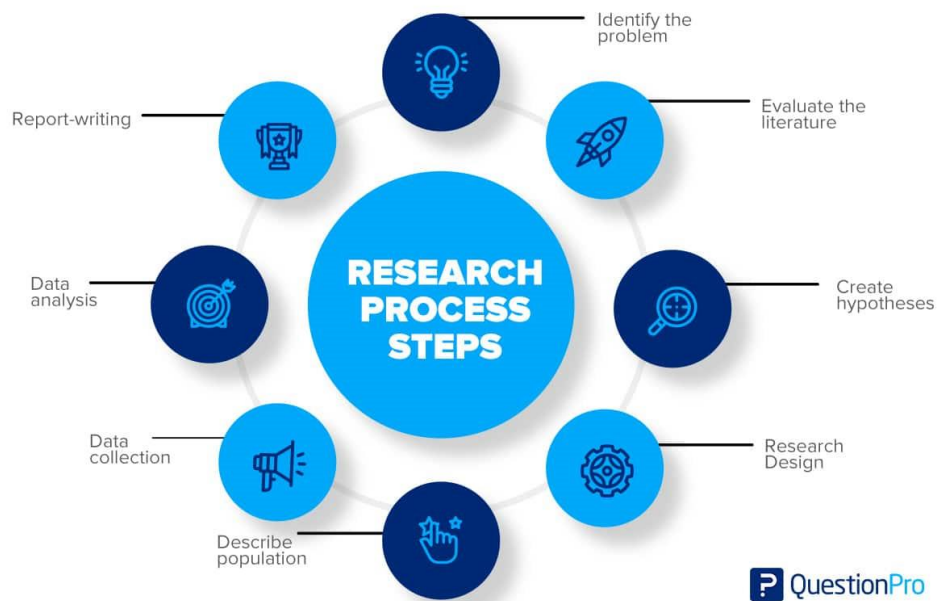 Identify the
problem
Evaluate the
literature
Create
hypotheses
Research
Design
Describe
population
Data
collection
Data
analysis
Report-writing
RESEARCH
PROCESS
STEPS
QuestionPro